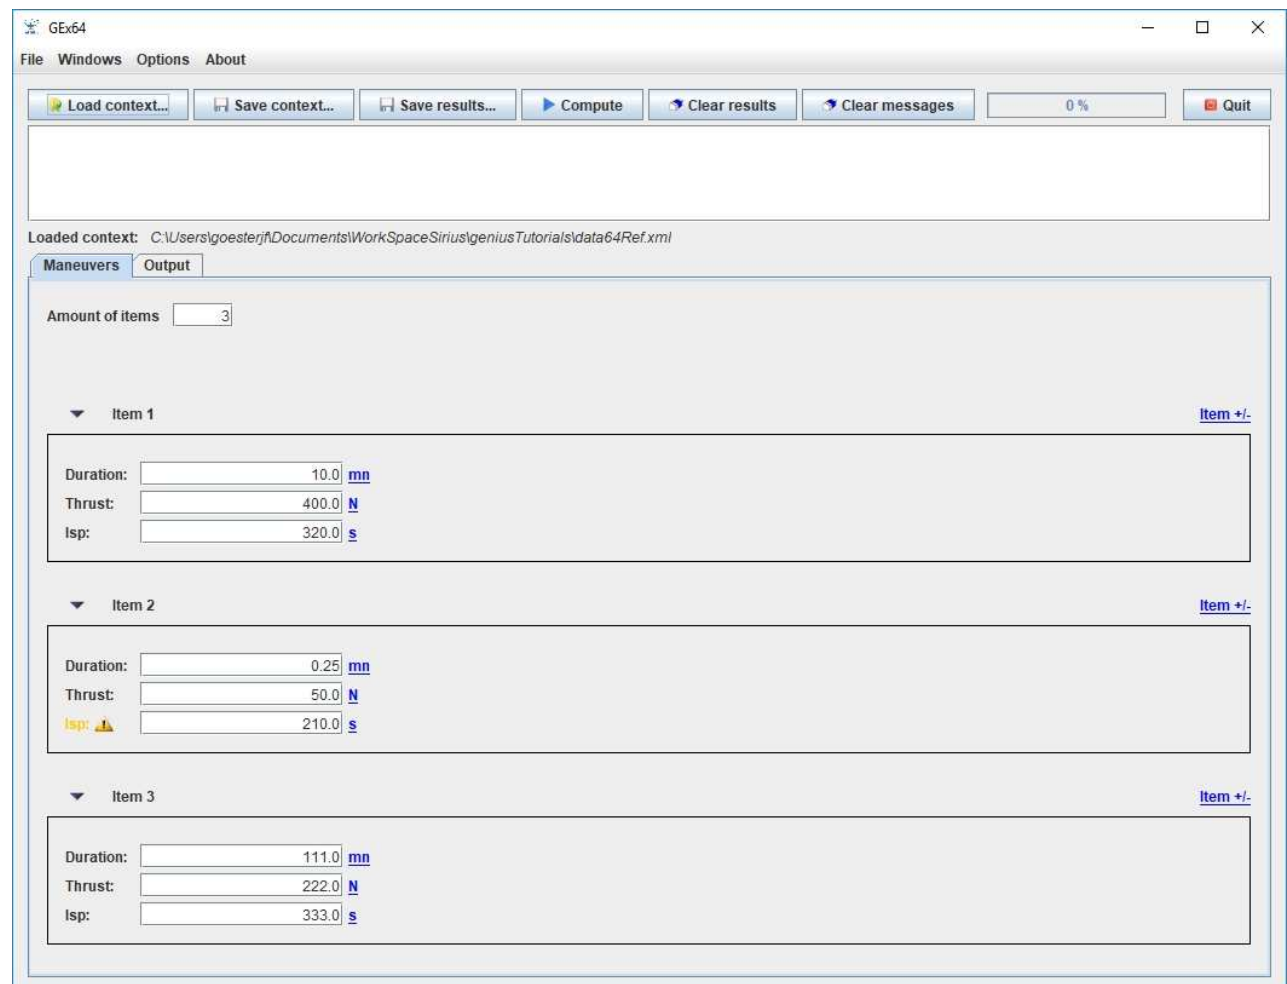 GEx64
File Windows Options About
Load context... Save context... Save results... Compute Clear results Clear messages 0 % Quit
Loaded context: C:\Users\goesterjf\Documents\WorkSpaceSirius\geniusTutorials\data64Ref.xml
Maneuvers Output
Amount of items 3
Item 1 Item +/-
Duration: 10.0 mn
Thrust: 400.0 N
Isp: 320.0 s
Item 2 Item +/-
Duration: 0.25 mn
Thrust: 50.0 N
Isp: 210.0 s
Item 3 Item +/-
Duration: 111.0 mn
Thrust: 222.0 N
Isp: 333.0 s